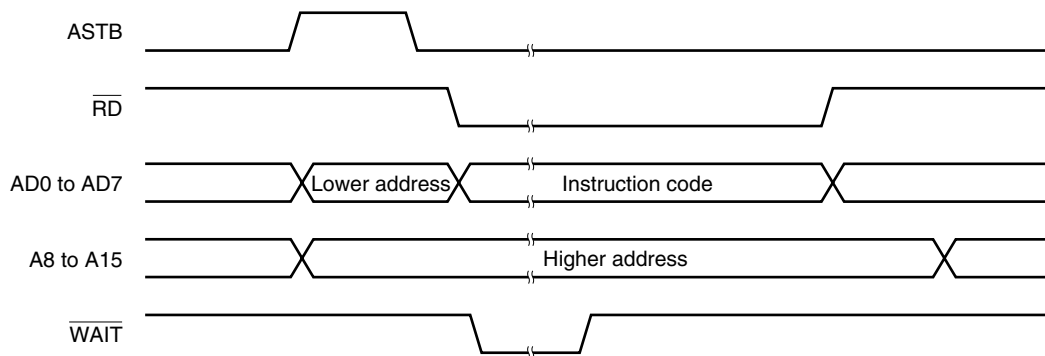 ASTB
RD
AD0 to AD7
Lower address
Instruction code
A8 to A15
Higher address
WAIT